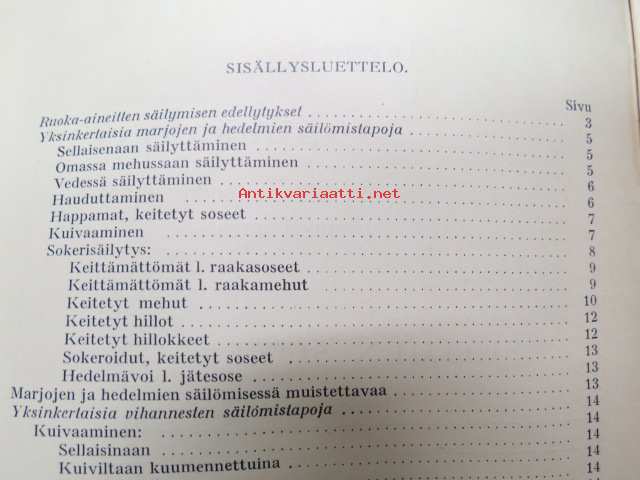 SISÄLLYSLUETTELO.
Sivu
Ruoka-aineitten säilymisen edellytykset 3
Yksinkertaisia marjojen ja hedelmien säilömistapoja 5
Sellaisenaan säilyttäminen 5
Omassa mehussaan säilyttäminen 5
Vedessä säilyttäminen 6
Antikvariaatti.net
Hauduttaminen 6
Happamat, keitetyt soseet 7
Kuivaaminen 7
Sokerisäilytys: 8
Keittämättömät l. raakasoseet 9
Keittämättömät l. raakamehut 9
Keitetyt mehut 10
Keitetyt hillot 12
Keitetyt hillokkeet 12
Sokeroidut, keitetyt soseet 13
Hedelmävoi l. jätesose 13
Marjojen ja hedelmien säilömisessä muistettavaa 13
Yksinkertaisia vihannesten säilömistapoja 14
Kuivaaminen: 14
Sellaisinaan 14
Kuiviltaan kuumennettuina 14